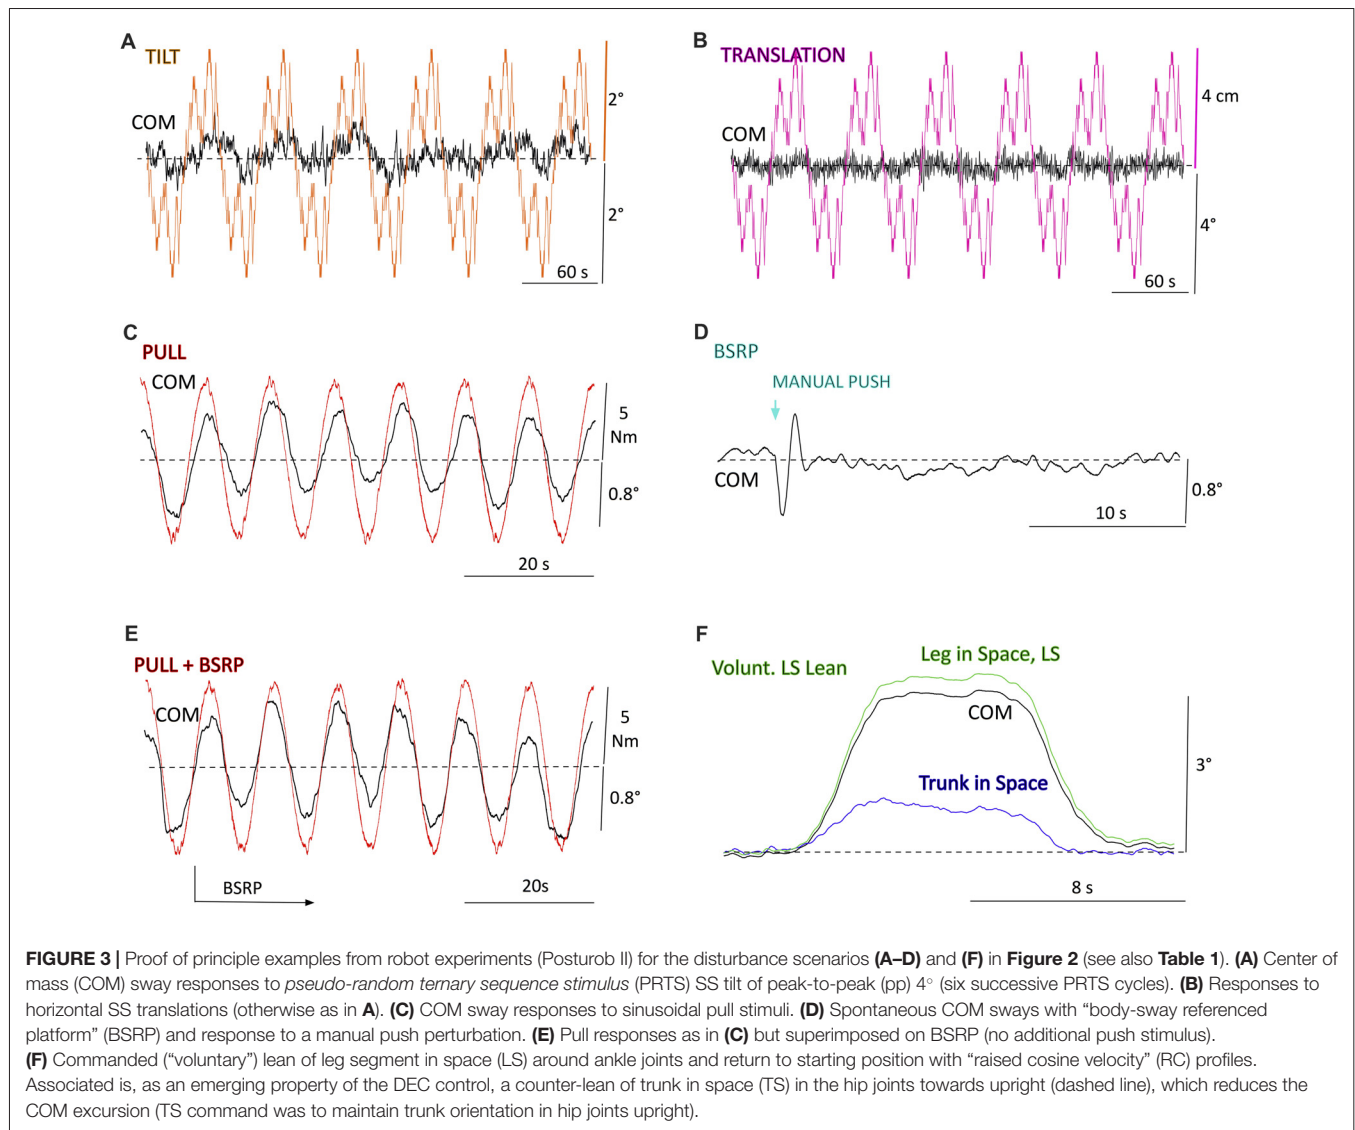 A
TILT
COM
2°
2°
60 s
B
TRANSLATION
COM
4 cm
4°
60 s
C
PULL
COM
5
Nm
0.8°
20 s
D
BSRP
MANUAL PUSH
COM
0.8°
10 s
E
PULL + BSRP
COM
5
Nm
0.8°
BSRP
20s
F
Volunt. LS Lean
Leg in Space, LS
COM
Trunk in Space
3°
8 s
FIGURE 3 | Proof of principle examples from robot experiments (Posturob II) for the disturbance scenarios (A–D) and (F) in Figure 2 (see also Table 1). (A) Center of
mass (COM) sway responses to pseudo-random ternary sequence stimulus (PRTS) SS tilt of peak-to-peak (pp) 4° (six successive PRTS cycles). (B) Responses to
horizontal SS translations (otherwise as in A). (C) COM sway responses to sinusoidal pull stimuli. (D) Spontaneous COM sways with “body-sway referenced
platform” (BSRP) and response to a manual push perturbation. (E) Pull responses as in (C) but superimposed on BSRP (no additional push stimulus).
(F) Commanded (“voluntary”) lean of leg segment in space (LS) around ankle joints and return to starting position with “raised cosine velocity” (RC) profiles.
Associated is, as an emerging property of the DEC control, a counter-lean of trunk in space (TS) in the hip joints towards upright (dashed line), which reduces the
COM excursion (TS command was to maintain trunk orientation in hip joints upright).